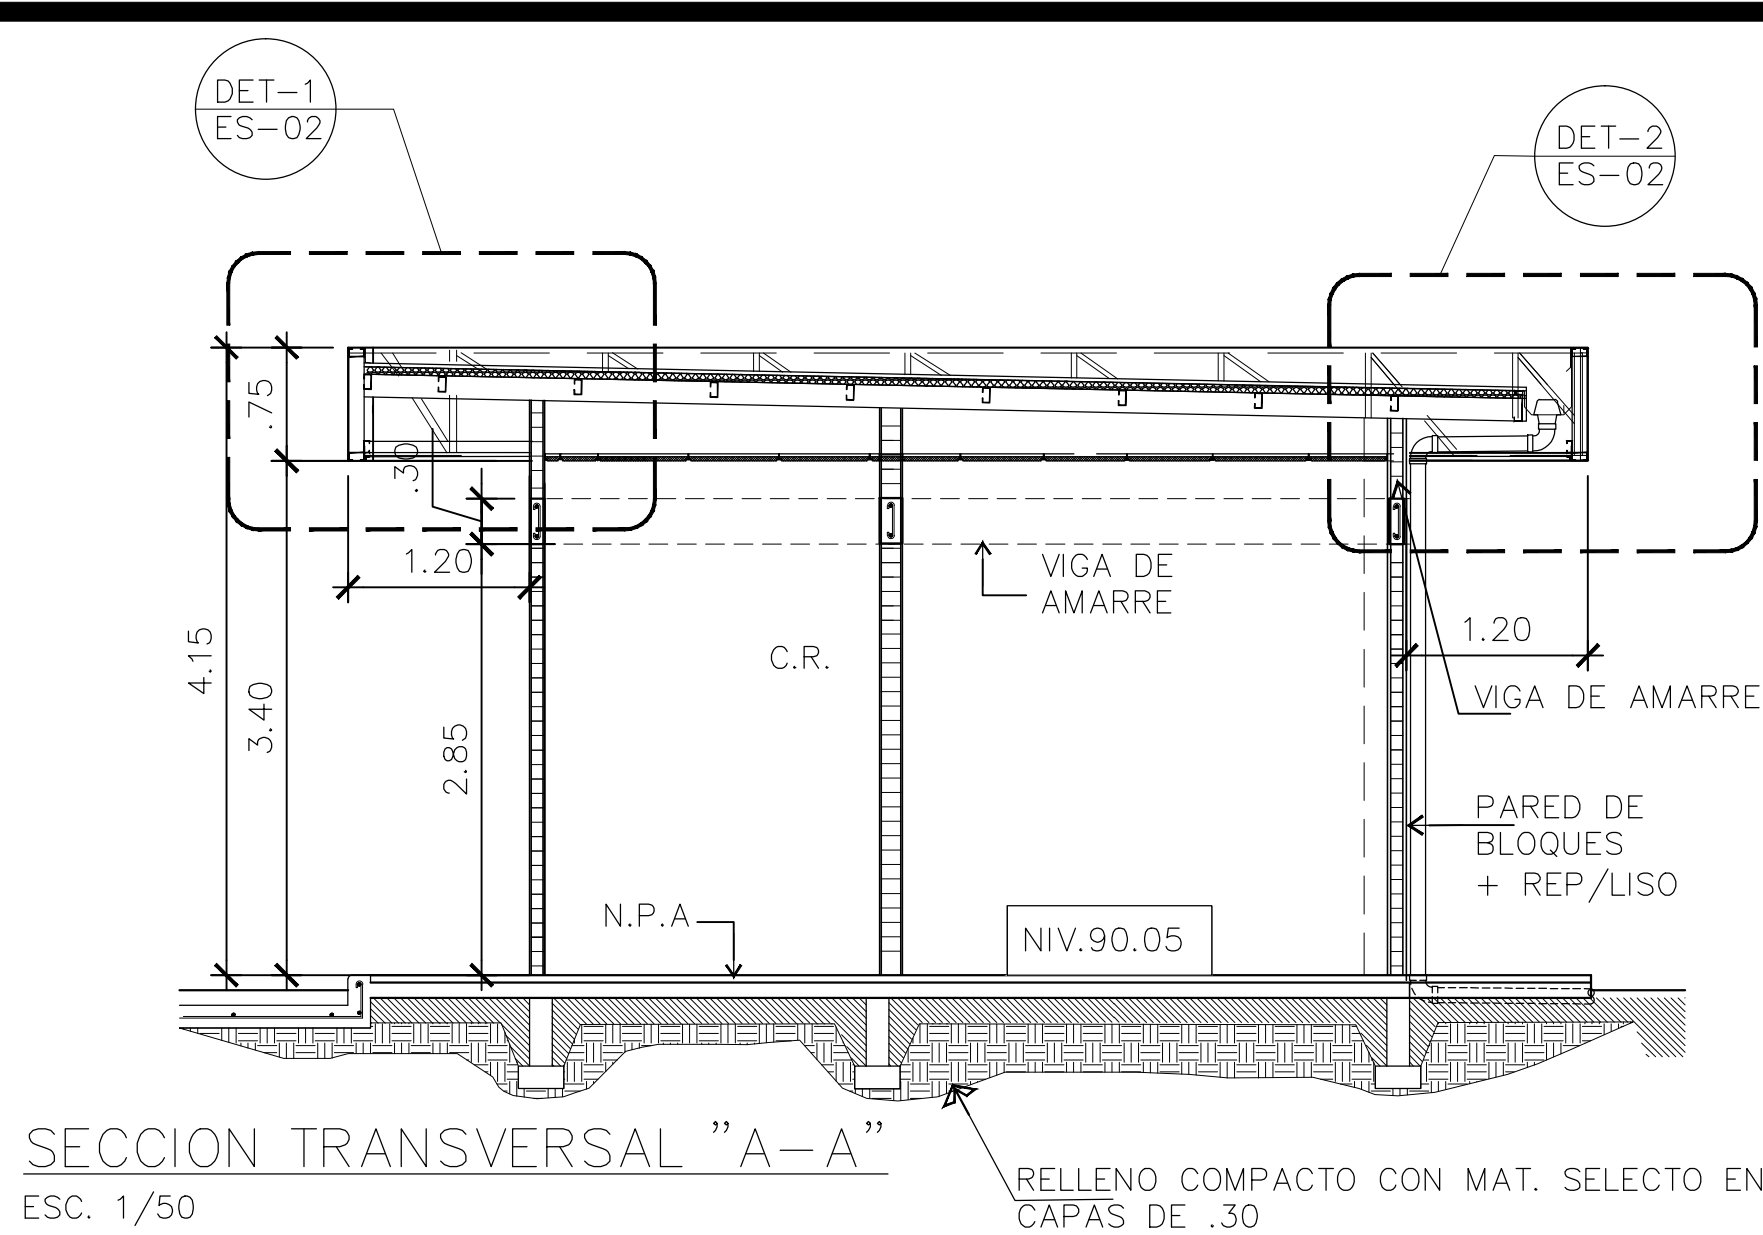 DET-1
ES-02
DET-2
ES-02
.75
.30
1.20
4.15
3.40
2.85
VIGA DE
AMARRE
C.R.
1.20
VIGA DE AMARRE
PARED DE
BLOQUES
+ REP/LISO
N.P.A
NIV.90.05
SECCION TRANSVERSAL "A-A"
ESC. 1/50
RELLENO COMPACTO CON MAT. SELECTO EN
CAPAS DE .30